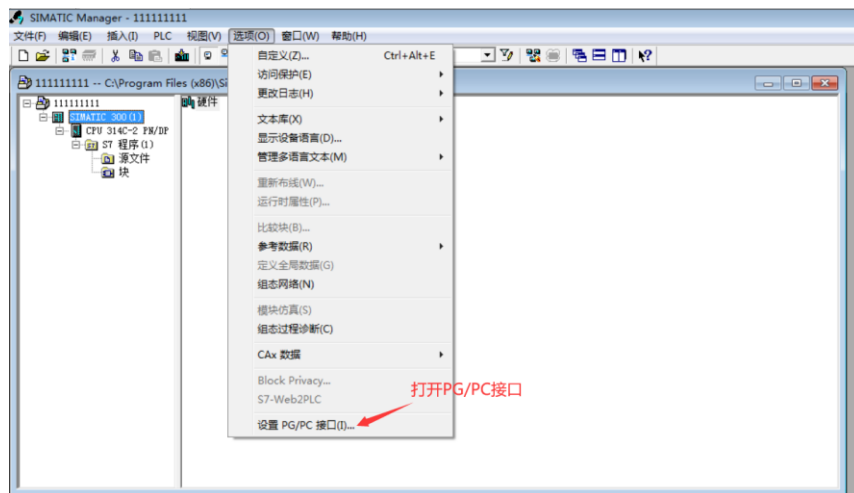 SIMATIC Manager - 111111111
文件(F) 编辑(E) 插入(I) PLC 视图(V) 选项(O) 窗口(W) 帮助(H)
111111111 -- C:\Program Files (x86)\Si
111111111
SIMATIC 300(1)
CPU 314C-2 PN/DP
S7 程序(1)
源文件
块
硬件
自定义(Z)... Ctrl+Alt+E
访问保护(E)
更改日志(H)
文本库(X)
显示设备语言(D)...
管理多语言文本(M)
重新布线(W)...
运行时属性(P)...
比较块(B)...
参考数据(R)
定义全局数据(G)
组态网络(N)
模块仿真(S)
组态过程诊断(C)
CAx 数据
Block Privacy...
S7-Web2PLC
设置 PG/PC 接口(I)...
打开PG/PC接口